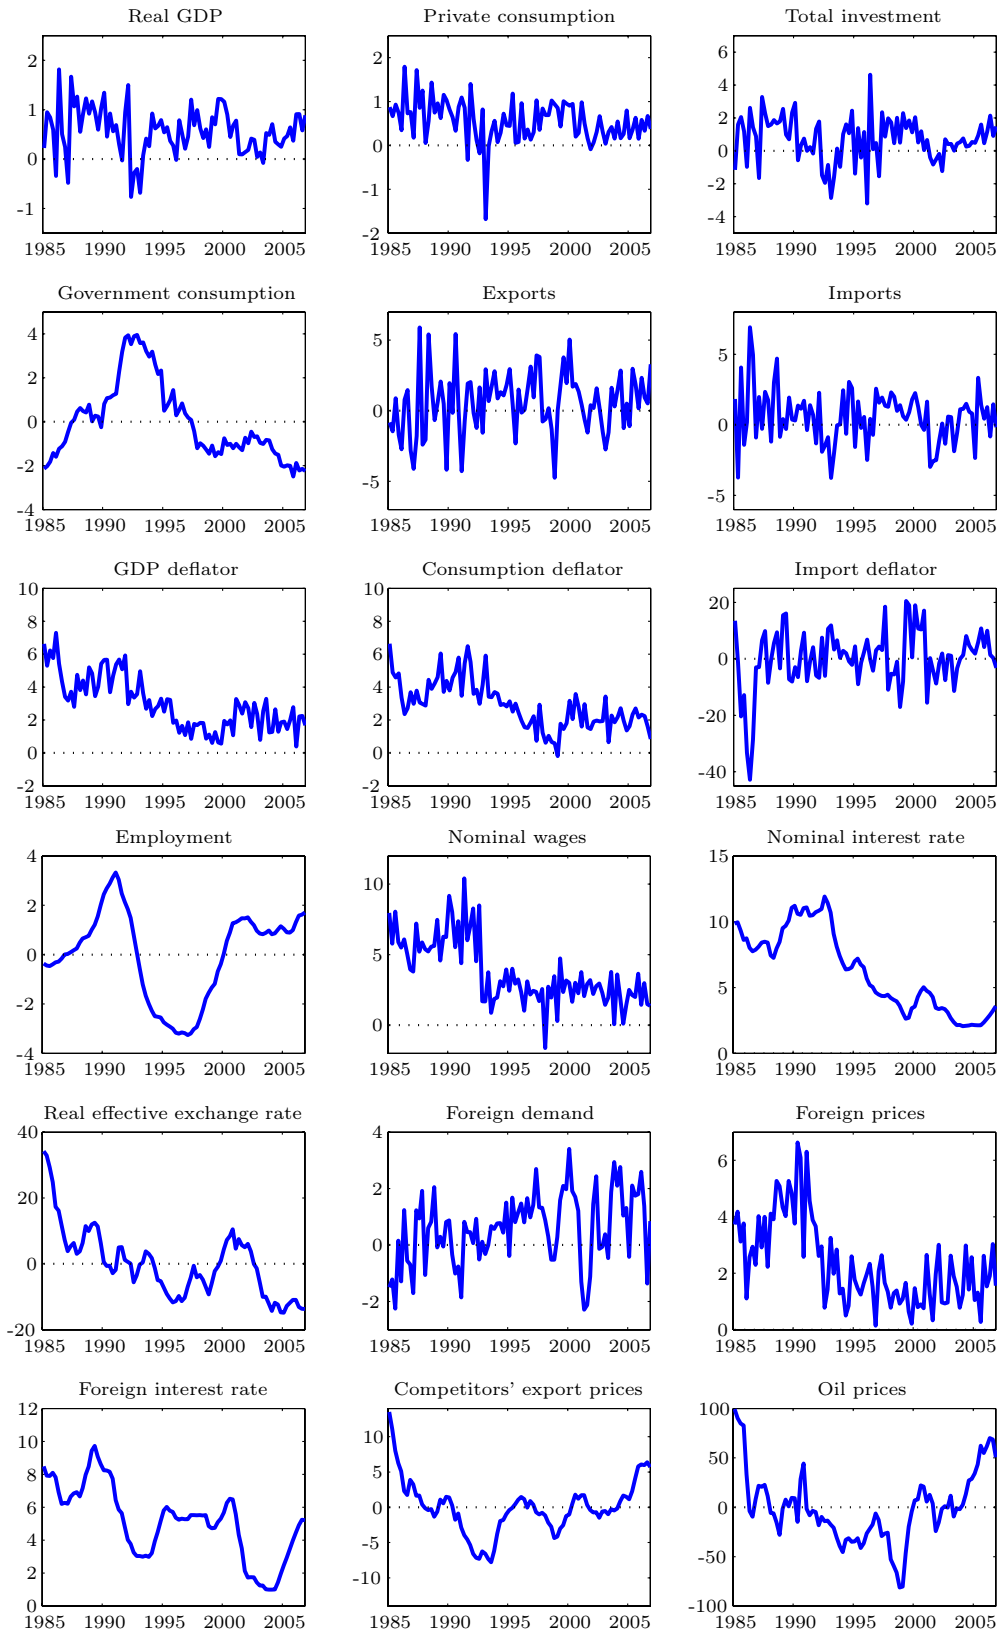 Real GDP Private consumption Total investment
2 2 6
1 1 4
0 0 2
-1 -1 0
-2 -2
-4
1985 1990 1995 2000 2005 1985 1990 1995 2000 2005 1985 1990 1995 2000 2005
Government consumption Exports Imports
4 5 5
2 0 0
0 -5 -5
-2
-4
1985 1990 1995 2000 2005 1985 1990 1995 2000 2005 1985 1990 1995 2000 2005
GDP deflator Consumption deflator Import deflator
10 10 20
8 8 0
6 6 -20
4 4 -40
2 2
0 0
-2 -2
1985 1990 1995 2000 2005 1985 1990 1995 2000 2005 1985 1990 1995 2000 2005
Employment Nominal wages Nominal interest rate
4 10 15
2 5 10
0 0 5
-2 0
-4
1985 1990 1995 2000 2005 1985 1990 1995 2000 2005 1985 1990 1995 2000 2005
Real effective exchange rate Foreign demand Foreign prices
40 4 6
20 2 4
0 0 2
-20 -2 0
1985 1990 1995 2000 2005 1985 1990 1995 2000 2005 1985 1990 1995 2000 2005
Foreign interest rate Competitors' export prices Oil prices
12 10 100
10 5 50
8 0 0
6 -5 -50
4 -10 -100
2
0
1985 1990 1995 2000 2005 1985 1990 1995 2000 2005 1985 1990 1995 2000 2005